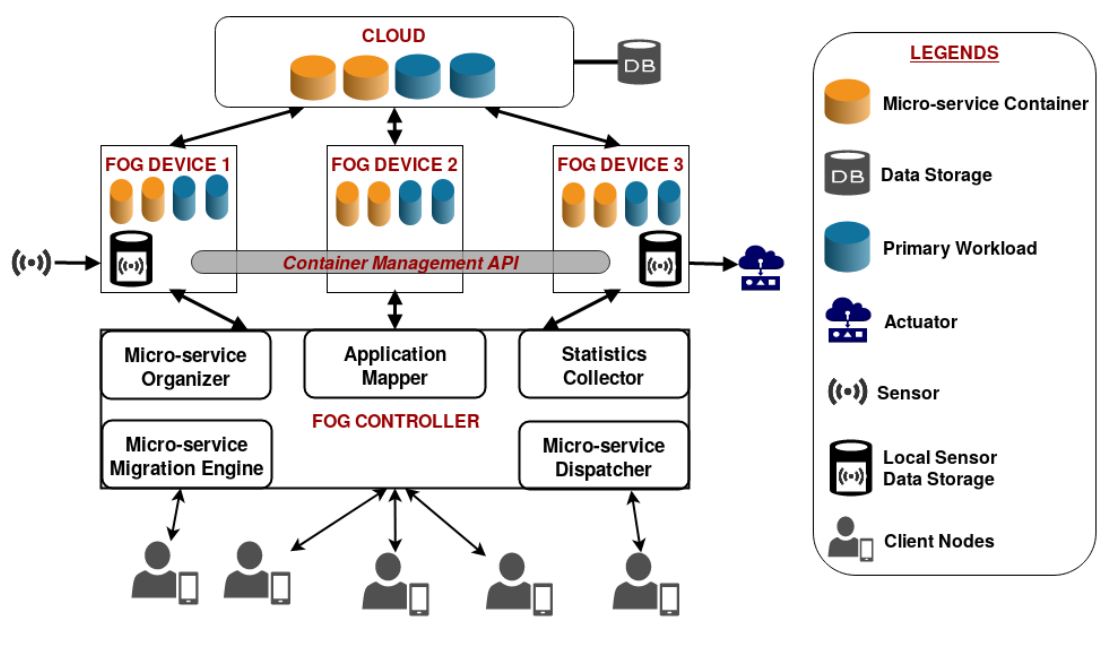 CLOUD
DB
FOG DEVICE 1
FOG DEVICE 2
FOG DEVICE 3
Container Management API
Micro-service
Organizer
Application
Mapper
Statistics
Collector
FOG CONTROLLER
Micro-service
Migration Engine
Micro-service
Dispatcher
LEGENDS
Micro-service Container
DB
Data Storage
Primary Workload
Actuator
Sensor
Local Sensor
Data Storage
Client Nodes